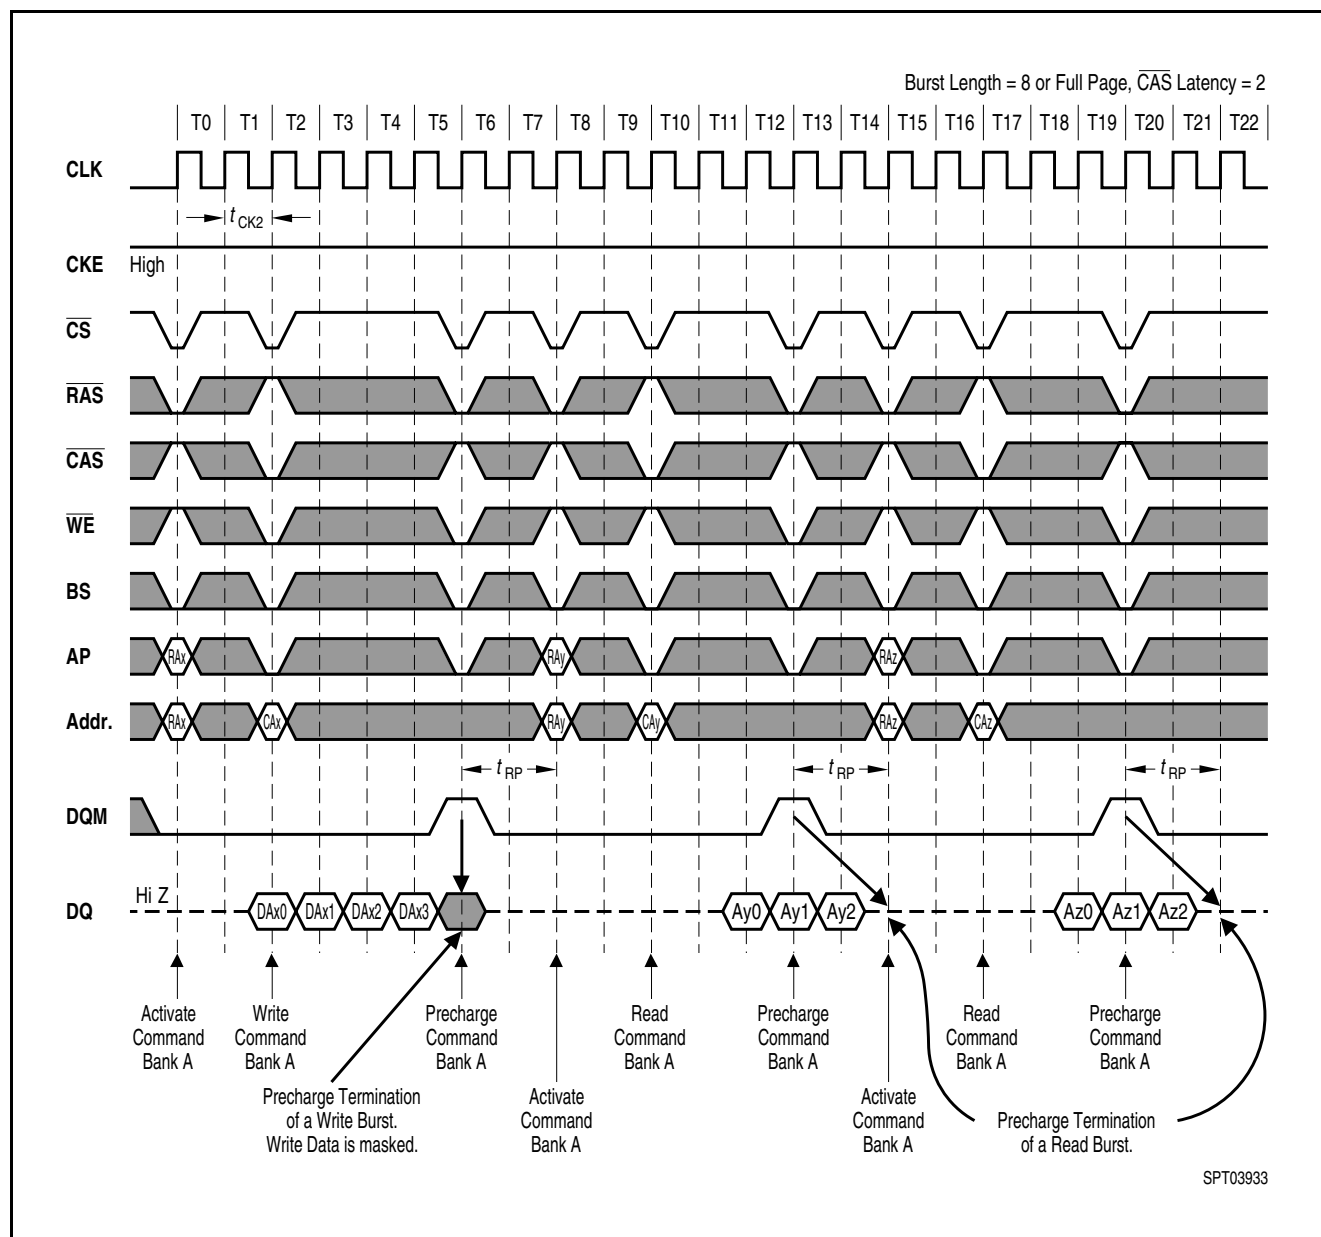 Burst Length = 8 or Full Page, CAS Latency = 2
T0 T1 T2 T3 T4 T5 T6 T7 T8 T9 T10 T11 T12 T13 T14 T15 T16 T17 T18 T19 T20 T21 T22
CLK
t CK2
CKE High
CS
RAS
CAS
WE
BS
AP RAx RAy RAz
Addr. RAx CAx RAy CAy RAz CAz
t RP t RP t RP
DQM
Hi Z
DQ DAx0 DAx1 DAx2 DAx3 Ay0 Ay1 Ay2 Az0 Az1 Az2
Activate Command Bank A
Write Command Bank A
Precharge Command Bank A
Read Command Bank A
Precharge Command Bank A
Read Command Bank A
Precharge Command Bank A
Precharge Termination
of a Write Burst.
Write Data is masked.
Activate Command Bank A
Activate Command Bank A
Precharge Termination
of a Read Burst.
SPT03933